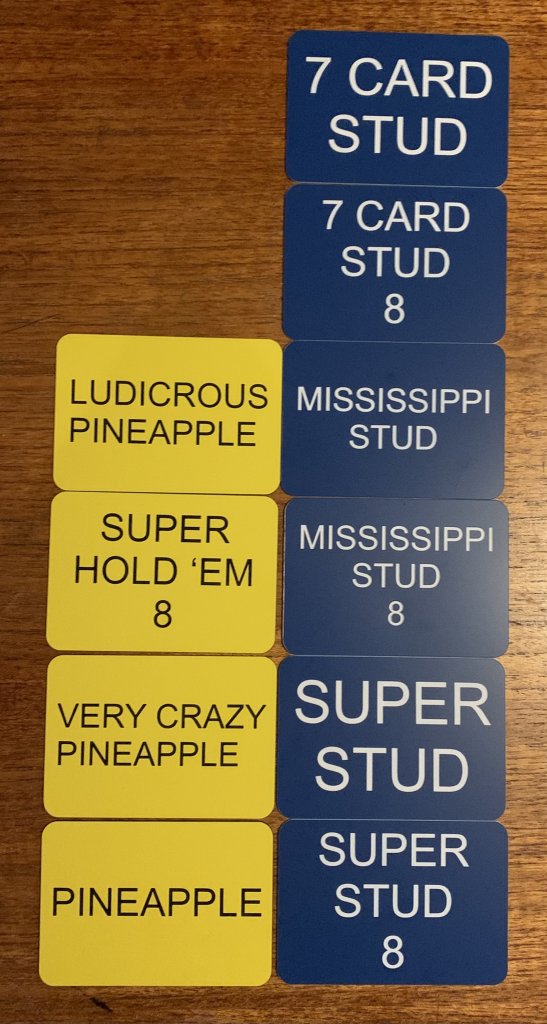 7 CARD
STUD
7 CARD
STUD
8
LUDICROUS
PINEAPPLE
MISSISSIPPI
STUD
SUPER
HOLD ‘EM
8
MISSISSIPPI
STUD
8
VERY CRAZY
PINEAPPLE
SUPER
STUD
PINEAPPLE
SUPER
STUD
8